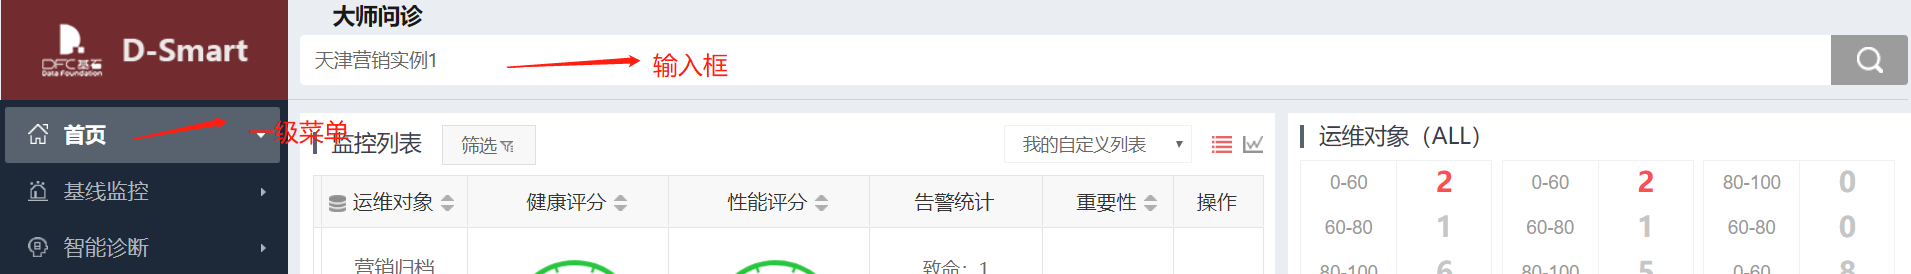 DFC基石
Data Foundation
D-Smart
首页
一级菜单
基线监控
智能诊断
大师问诊
天津营销实例1
输入框
监控列表
筛选
我的自定义列表
运维对象 健康评分 性能评分 告警统计 重要性 操作
营销归档 致命：1
运维对象（ALL）
0-60 2 0-60 2 80-100 0
60-80 1 60-80 1 60-80 0
80-100 6 80-100 5 0-60 8